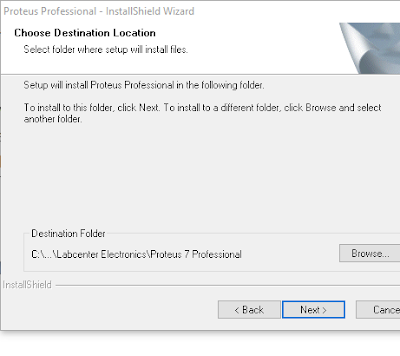 Proteus Professional - InstallShield Wizard
Choose Destination Location
Select folder where setup will install files.
Setup will install Proteus Professional in the following folder.
To install to this folder, click Next. To install to a different folder, click Browse and select
another folder.
Destination Folder
C:\...\Labcenter Electronics\Proteus 7 Professional
Browse...
InstallShield
< Back
Next >
Cance